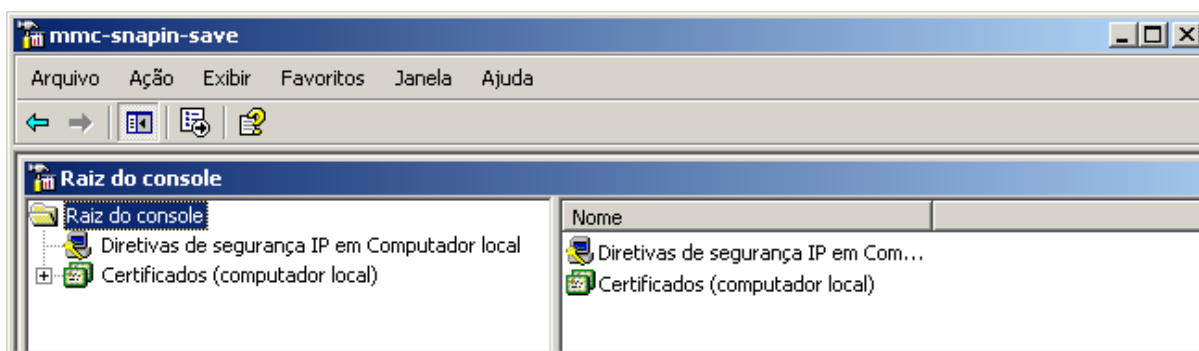 mmc-snapin-save
Arquivo Ação Exibir Favoritos Janela Ajuda
Raiz do console
Raiz do console
Diretivas de segurança IP em Computador local
Certificados (computador local)
Nome
Diretivas de segurança IP em Com...
Certificados (computador local)